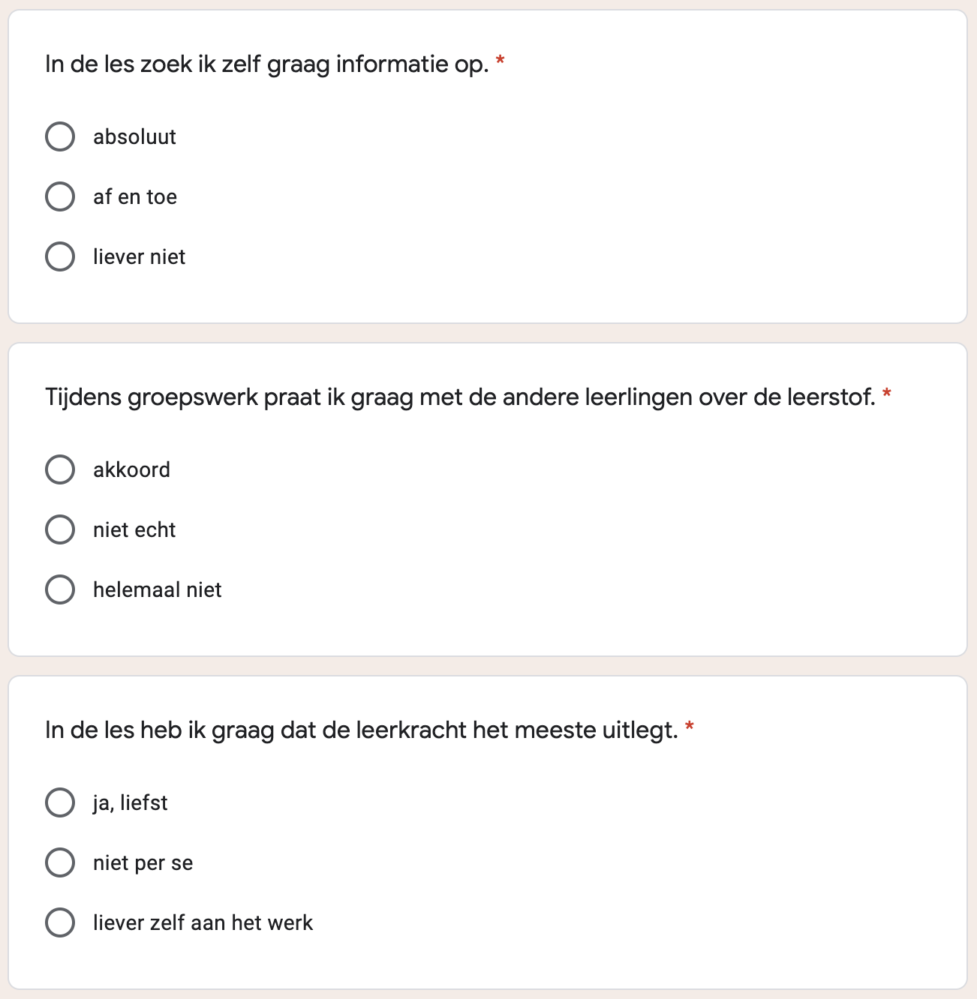 In de les zoek ik zelf graag informatie op. *
absoluut
af en toe
liever niet
Tijdens groepswerk praat ik graag met de andere leerlingen over de leerstof. *
akkoord
niet echt
helemaal niet
In de les heb ik graag dat de leerkracht het meeste uitlegt. *
ja, liefst
niet per se
liever zelf aan het werk